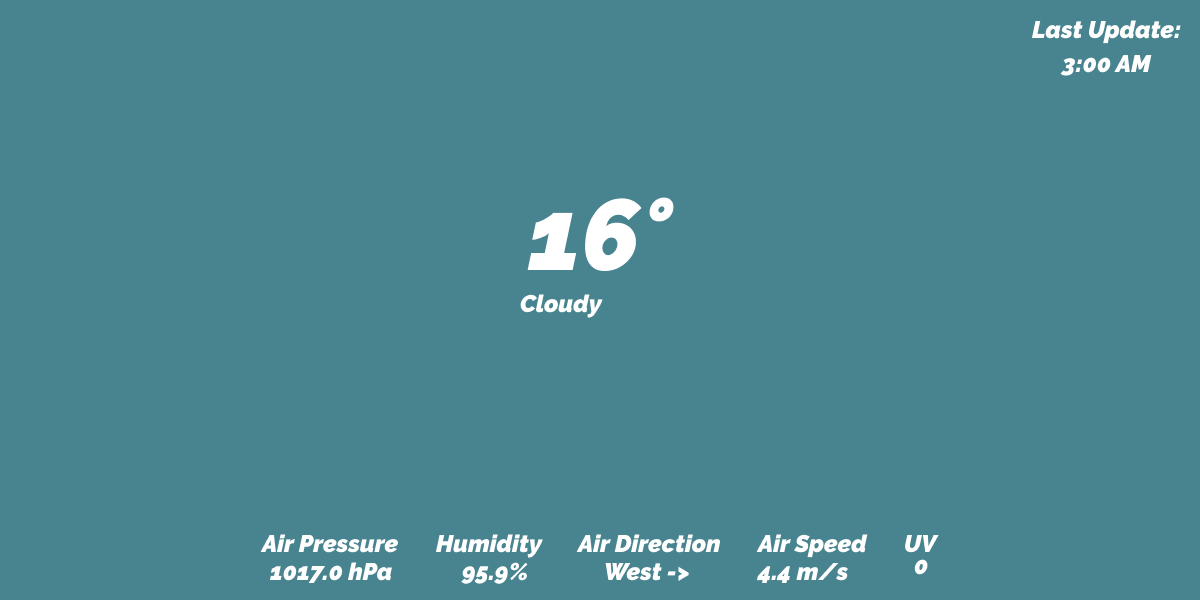 Last Update:
3:00 AM
16°
Cloudy
Air Pressure
1017.0 hPa
Humidity
95.9%
Air Direction
West ->
Air Speed
4.4 m/s
UV
0